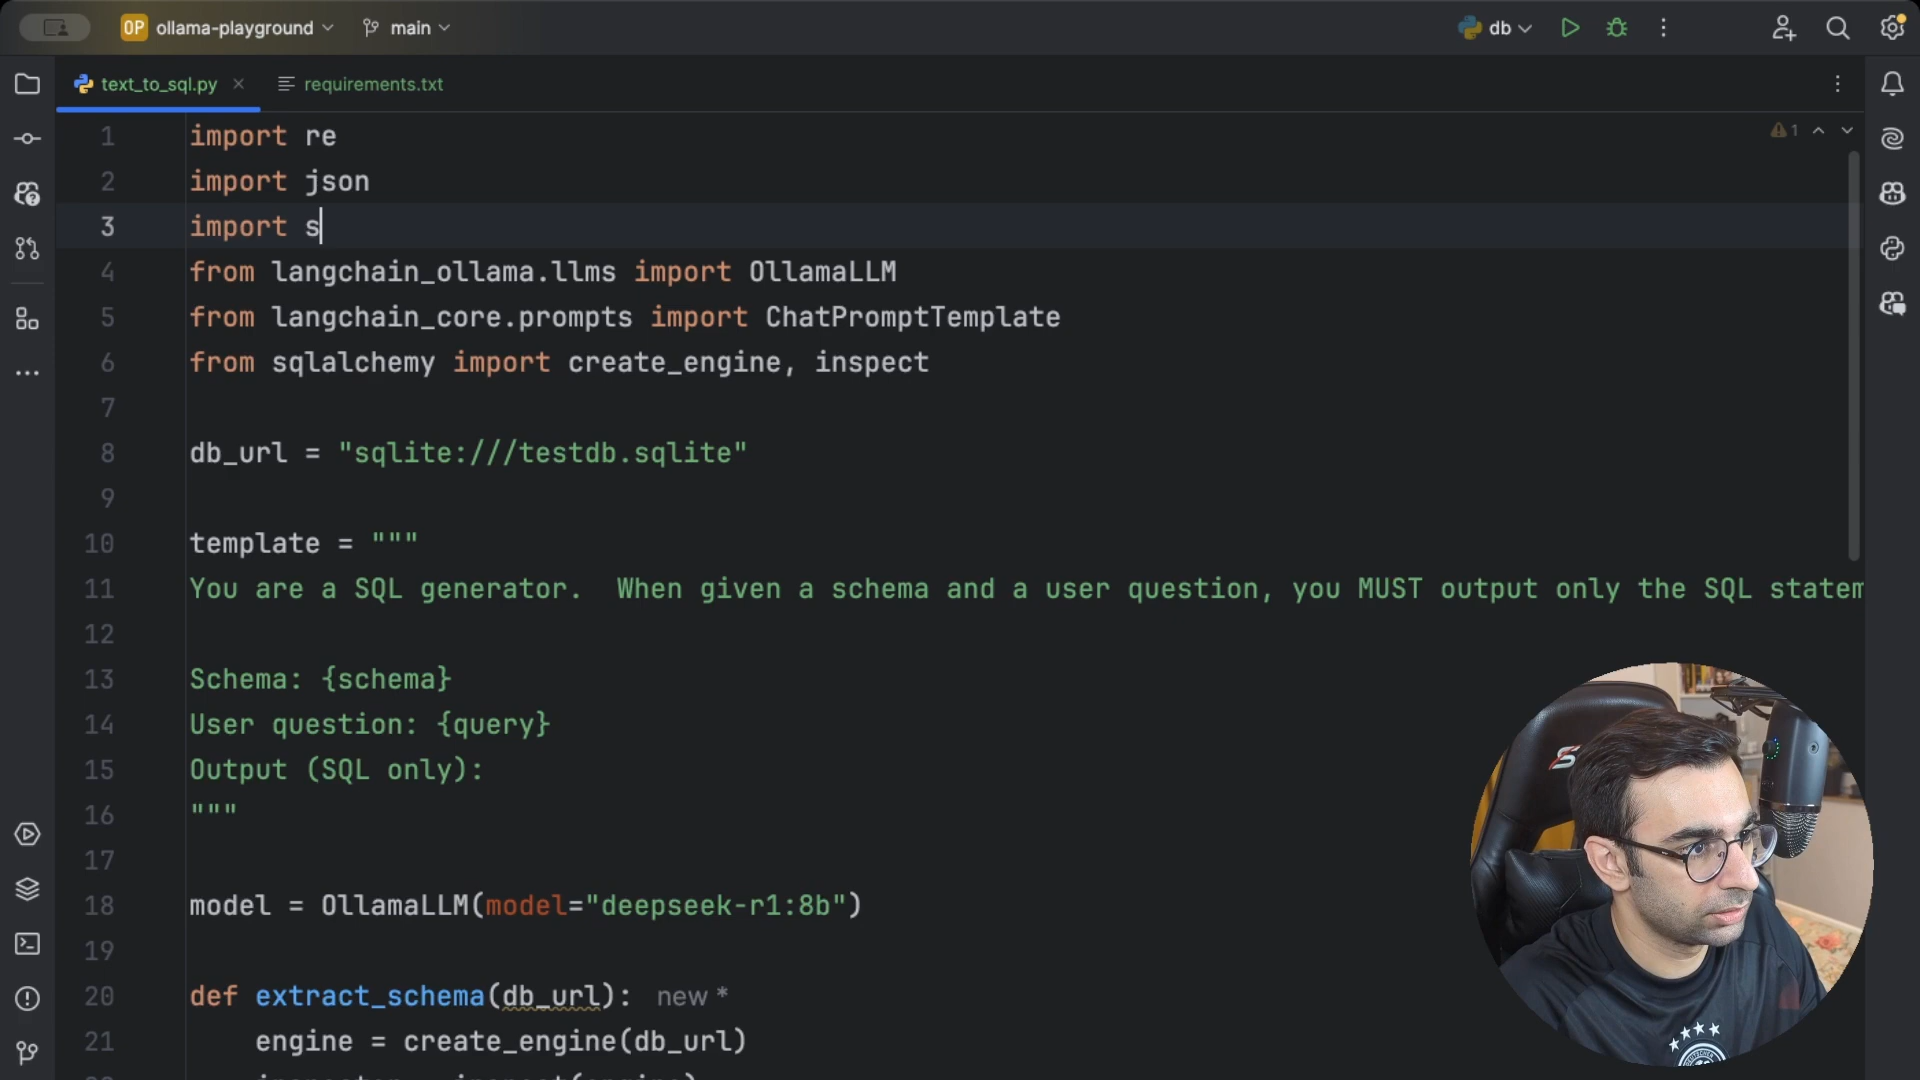 OP ollama-playground main db
text_to_sql.py requirements.txt
1 import re
1
2 import json
3 import s
4 from langchain_ollama.llms import OllamaLLM
5 from langchain_core.prompts import ChatPromptTemplate
6 from sqlalchemy import create_engine, inspect
7
8 db_url = "sqlite:///testdb.sqlite"
9
10 template = """
11 You are a SQL generator.  When given a schema and a user question, you MUST output only the SQL statem
12
13 Schema: {schema}
14 User question: {query}
15 Output (SQL only):
16 """
17
18 model = OllamaLLM(model="deepseek-r1:8b")
19
20 def extract_schema(db_url): new *
21 engine = create_engine(db_url)